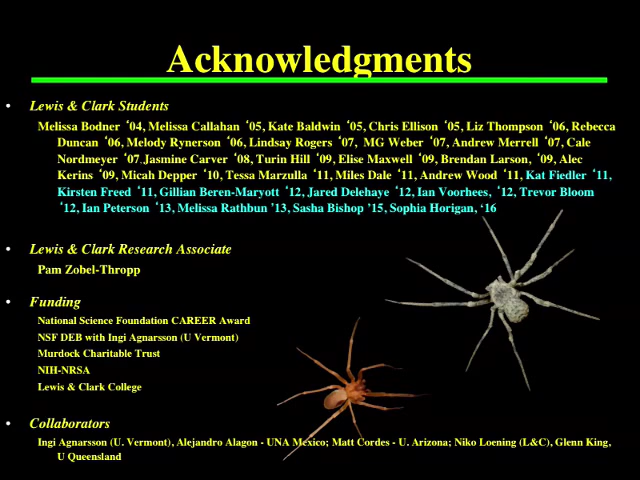 Acknowledgments
• Lewis & Clark Students
Melissa Bodner ‘04, Melissa Callahan ‘05, Kate Baldwin ‘05, Chris Ellison ‘05, Liz Thompson ‘06, Rebecca
Duncan ‘06, Melody Rynerson ‘06, Lindsay Rogers ‘07, MG Weber ‘07, Andrew Merrell ‘07, Cale
Nordmeyer ‘07 Jasmine Carver ‘08, Turin Hill ‘09, Elise Maxwell ‘09, Brendan Larson, ‘09, Alec
Kerins ‘09, Micah Depper ‘10, Tessa Marzulla ‘11, Miles Dale ‘11, Andrew Wood ‘11, Kat Fiedler ‘11,
Kirsten Freed ‘11, Gillian Beren-Maryott ‘12, Jared Delehaye ‘12, Ian Voorhees, ‘12, Trevor Bloom
‘12, Ian Peterson ‘13, Melissa Rathbun ’13, Sasha Bishop ’15, Sophia Horigan, ‘16
• Lewis & Clark Research Associate
Pam Zobel-Thropp
• Funding
National Science Foundation CAREER Award
NSF DEB with Ingi Agnarsson (U Vermont)
Murdock Charitable Trust
NIH-NRSA
Lewis & Clark College
• Collaborators
Ingi Agnarsson (U. Vermont), Alejandro Alagon - UNA Mexico; Matt Cordes - U. Arizona; Niko Loening (L&C), Glenn King,
U Queensland